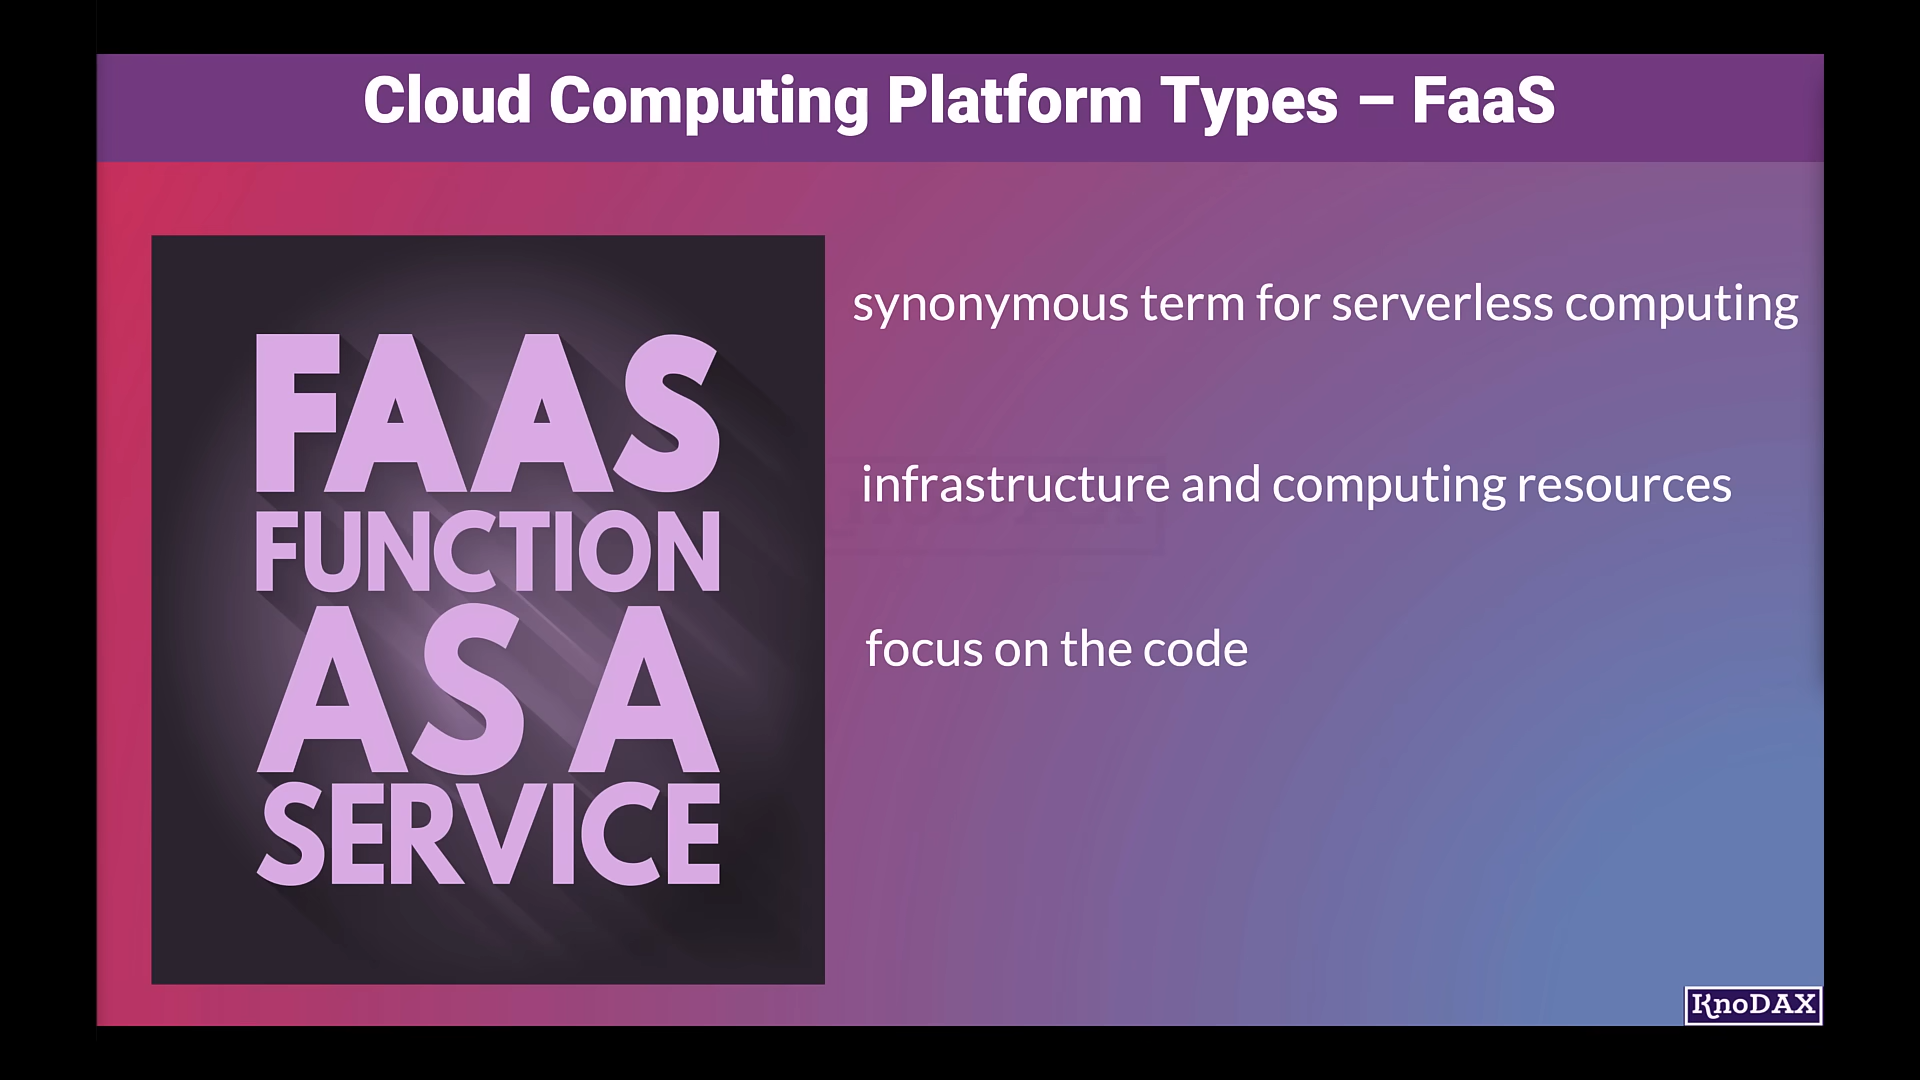 Cloud Computing Platform Types – FaaS
FAAS
FUNCTION
AS A
SERVICE
synonymous term for serverless computing
infrastructure and computing resources
focus on the code
KnoDAX